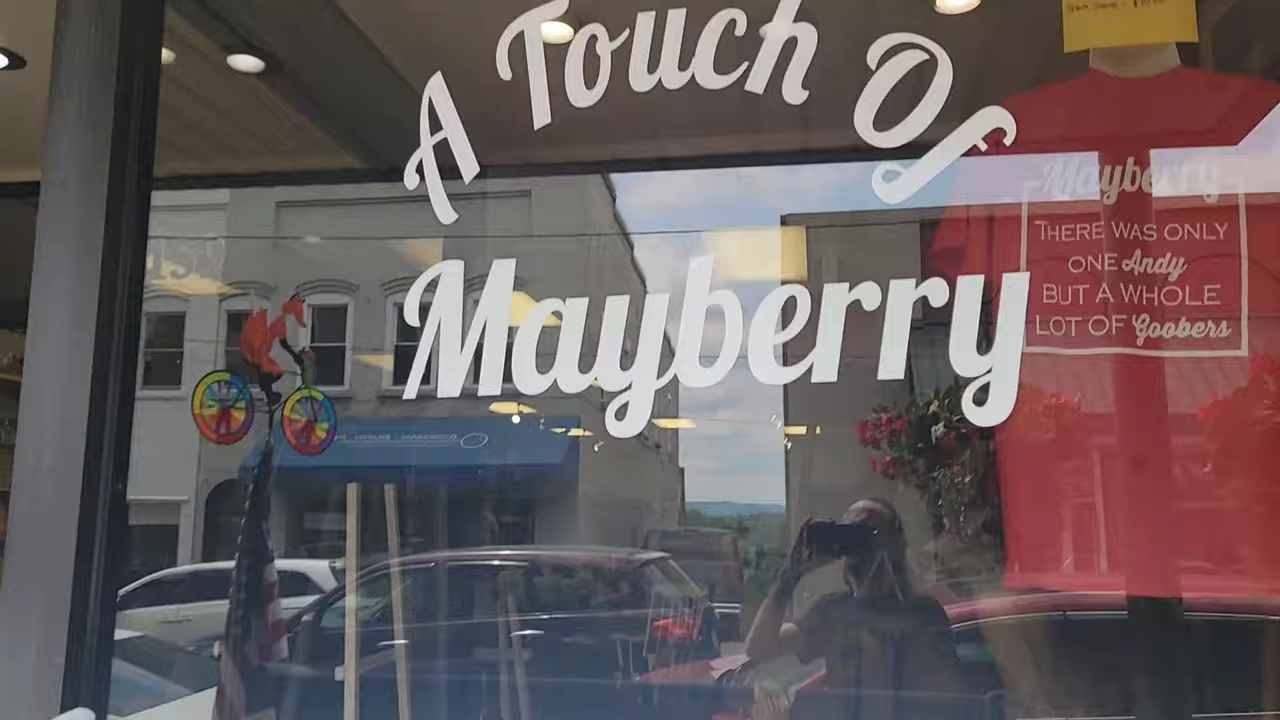 A Touch Of
Mayberry
Mayberry
THERE WAS ONLY
ONE Andy
BUT A WHOLE
LOT OF Goobers